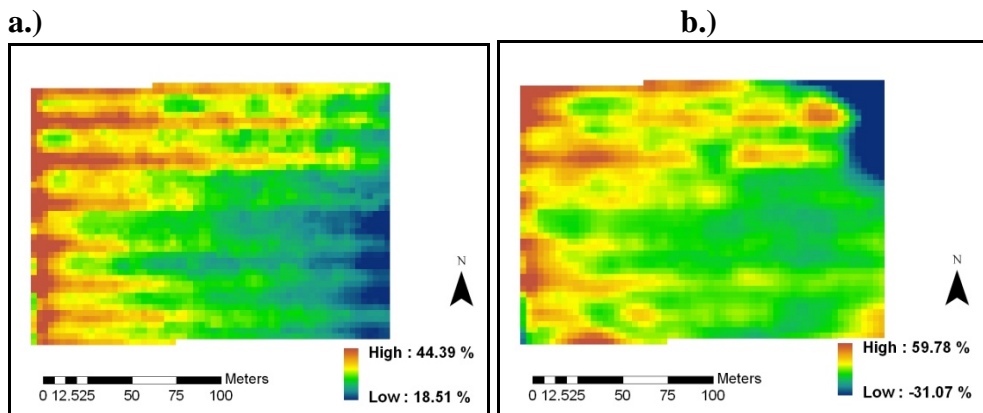 a.)
b.)
N
High : 44.39 %
Low : 18.51 %
Meters
0 12.525 50 75 100
N
High : 59.78 %
Low : -31.07 %
Meters
0 12.525 50 75 100